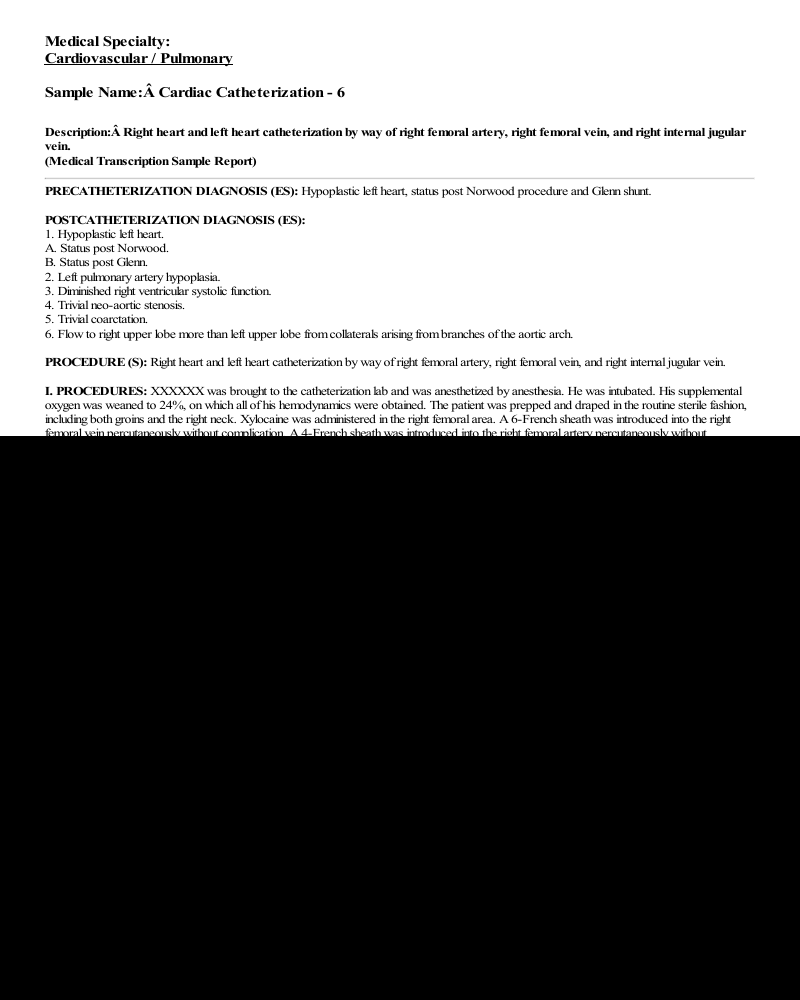 Medical Specialty:
Cardiovascular / Pulmonary
Sample Name:Â Cardiac Catheterization - 6
Description:Â Right heart and left heart catheterization by way of right femoral artery, right femoral vein, and right internal jugular
vein.
(Medical Transcription Sample Report)
PRECATHETERIZATION DIAGNOSIS (ES): Hypoplastic left heart, status post Norwood procedure and Glenn shunt.
POSTCATHETERIZATION DIAGNOSIS (ES):
1. Hypoplastic left heart.
A. Status post Norwood.
B. Status post Glenn.
2. Left pulmonary artery hypoplasia.
3. Diminished right ventricular systolic function.
4. Trivial neo-aortic stenosis.
5. Trivial coarctation.
6. Flow to right upper lobe more than left upper lobe from collaterals arising from branches of the aortic arch.
PROCEDURE (S): Right heart and left heart catheterization by way of right femoral artery, right femoral vein, and right internal jugular vein.
I. PROCEDURES: XXXXXX was brought to the catheterization lab and was anesthetized by anesthesia. He was intubated. His supplemental
oxygen was weaned to 24%, on which all of his hemodynamics were obtained. The patient was prepped and draped in the routine sterile fashion,
including both groins and the right neck. Xylocaine was administered in the right femoral area. A 6-French sheath was introduced into the right
femoral vein percutaneously without complication. A 4-French sheath was introduced into the right femoral artery percutaneously without